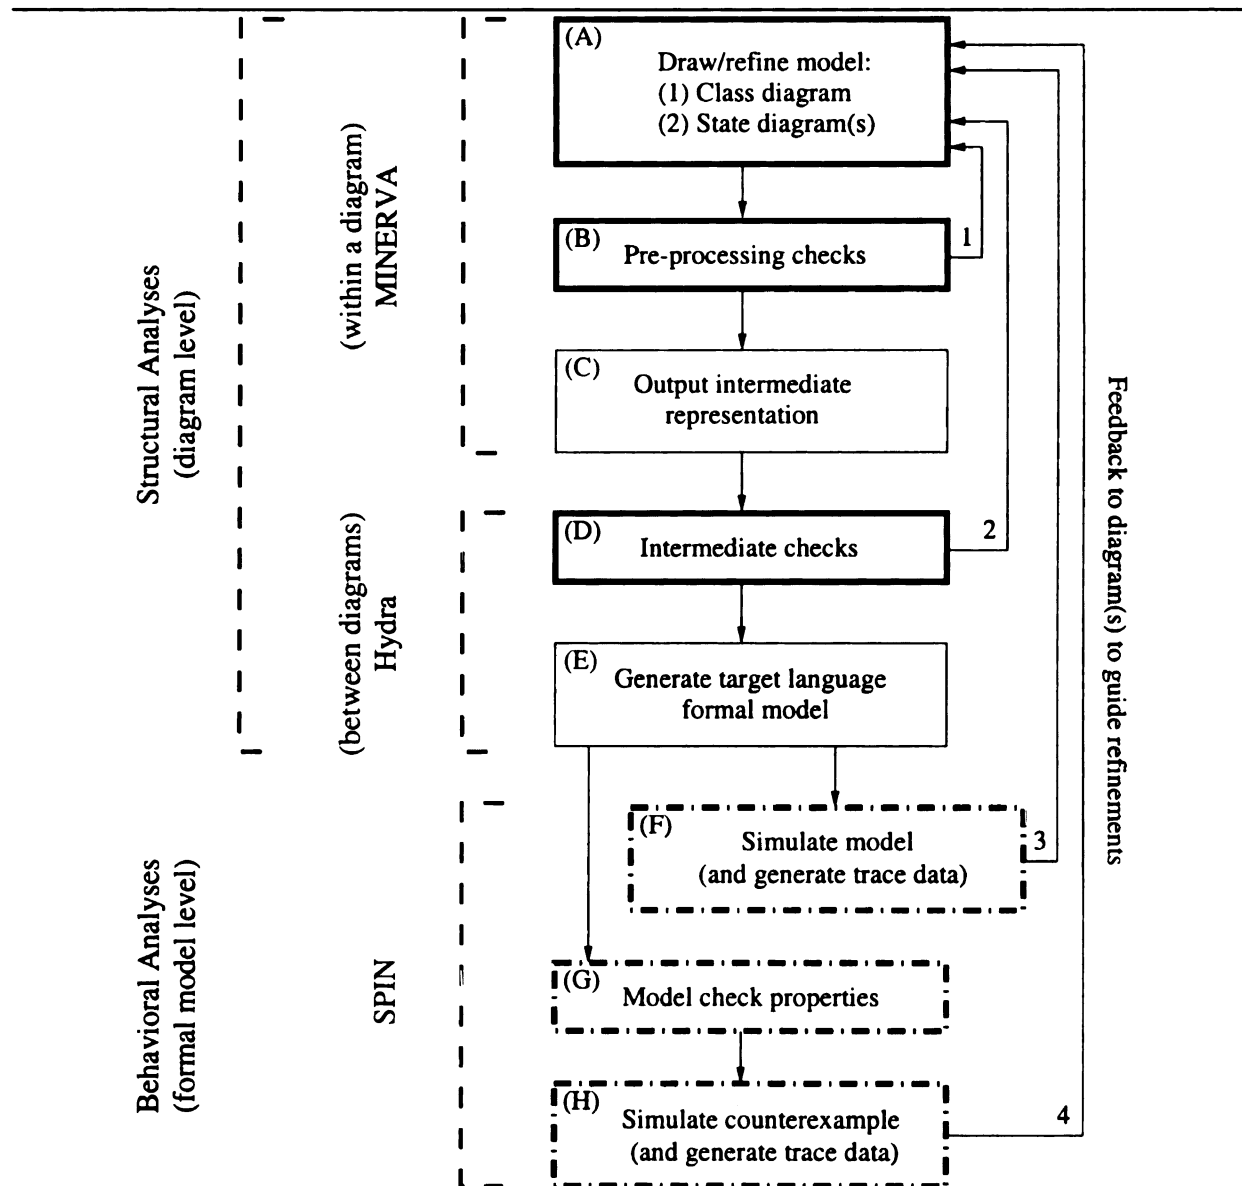 (A)
Draw/refine model:
(1) Class diagram
(2) State diagram(s)
(B)
Pre-processing checks
1
(C)
Output intermediate
representation
(D)
Intermediate checks
2
(E)
Generate target language
formal model
(F)
Simulate model
(and generate trace data)
3
(G)
Model check properties
(H)
Simulate counterexample
(and generate trace data)
4
Structural Analyses
(diagram level)
(within a diagram)
MINERVA
(between diagrams)
Hydra
Behavioral Analyses
(formal model level)
SPIN
Feedback to diagram(s) to guide refinements